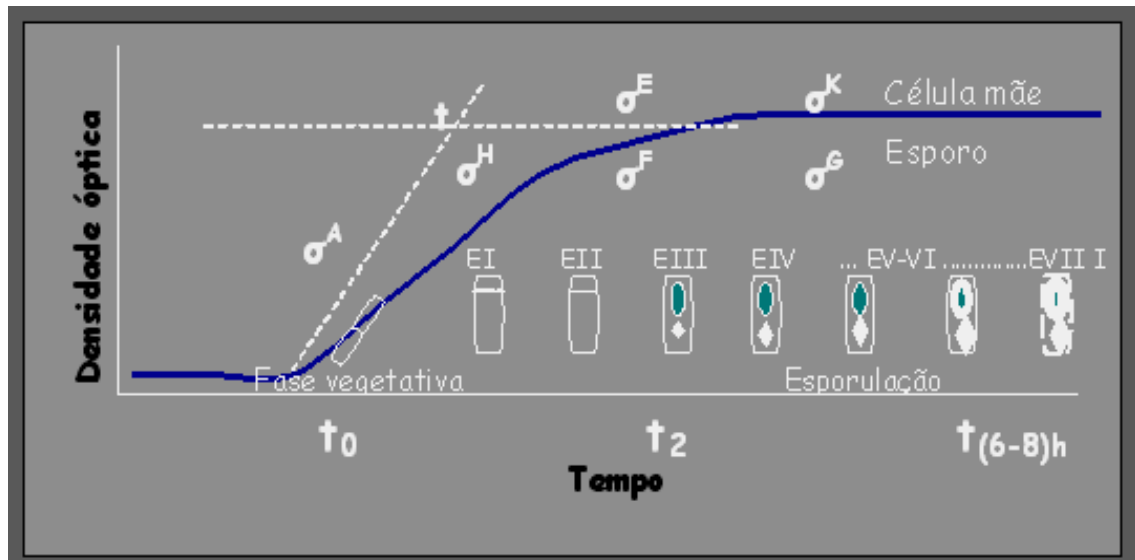 Densidade óptica
t
σE
σK
Célula mãe
σH
σF
σG
Esporo
σA
EI
EII
EIII
EIV
... EV-VI .............EVII I
Fase vegetativa
Esporulação
t0
t2
t(6-8)h
Tempo